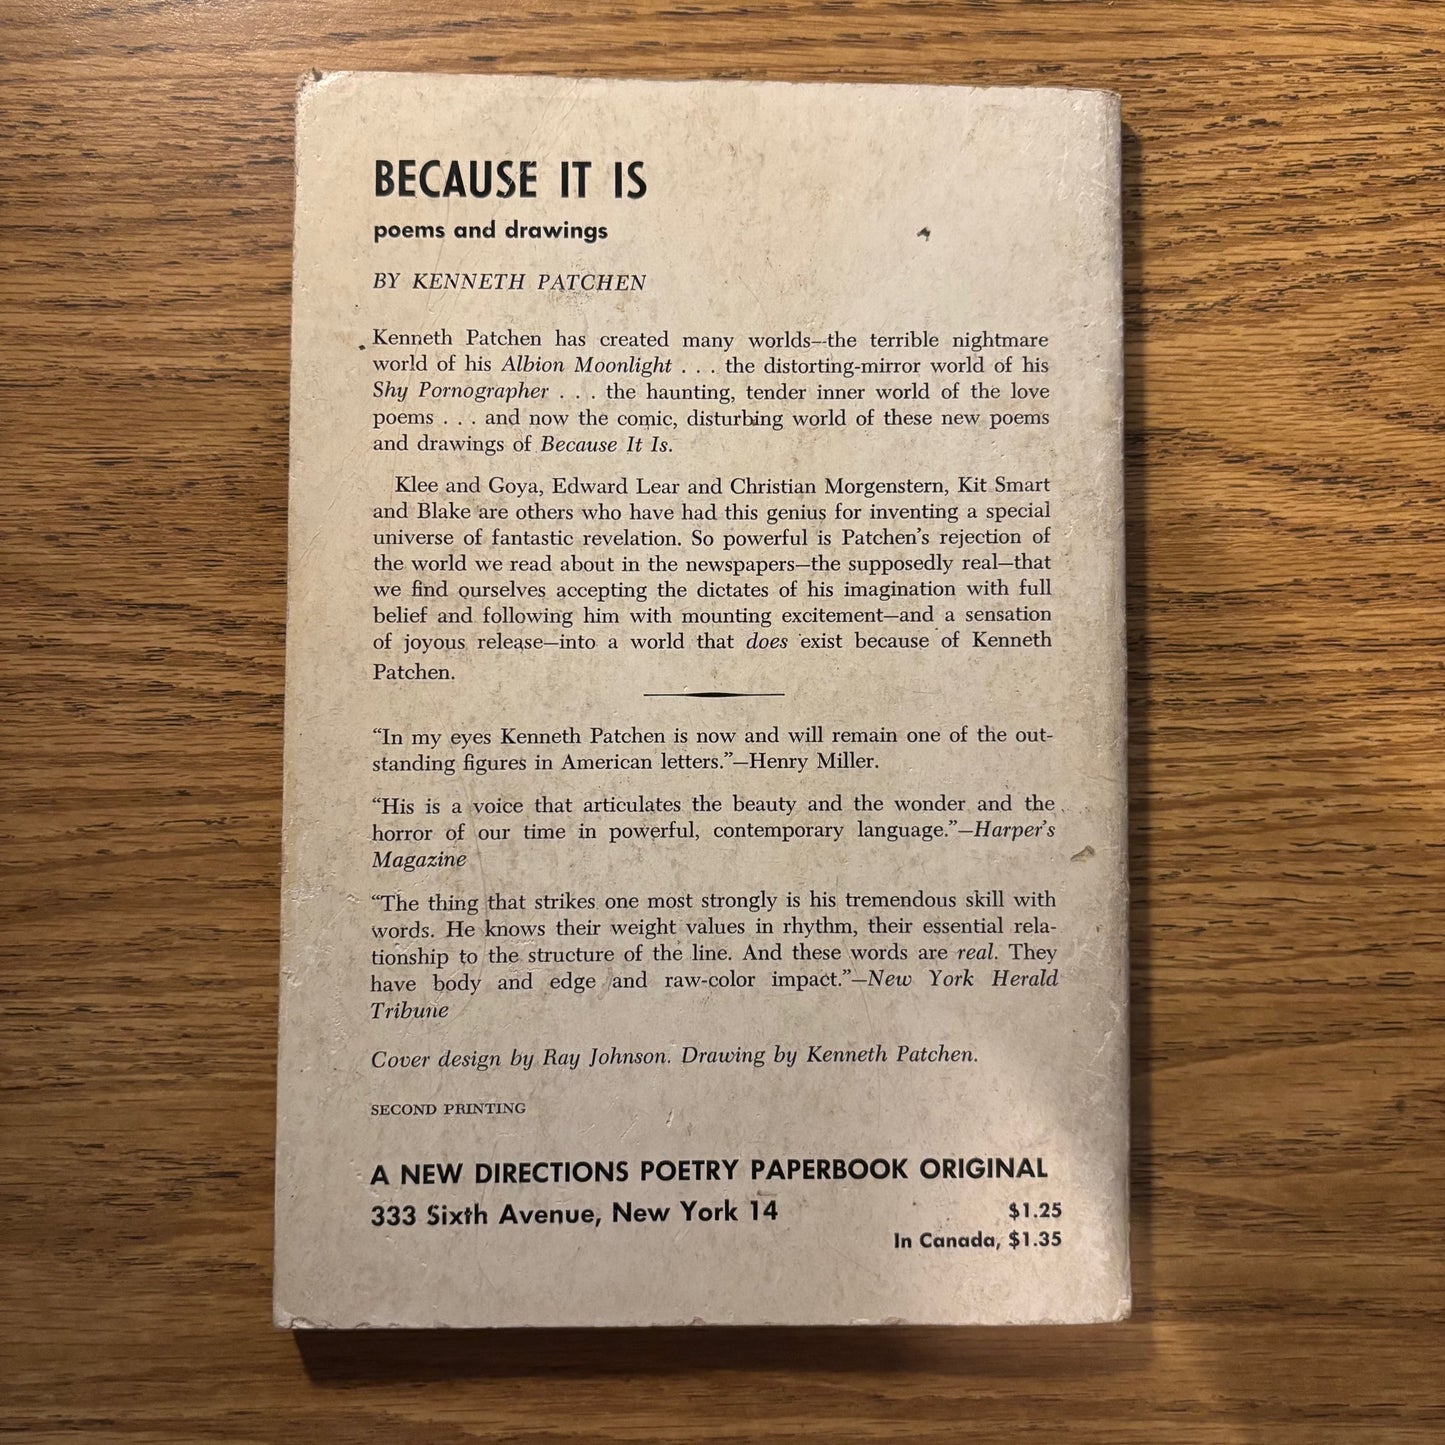 BECAUSE IT IS
poems and drawings
BY KENNETH PATCHEN
Kenneth Patchen has created many worlds—the terrible nightmare
world of his Albion Moonlight . . . the distorting-mirror world of his
Shy Pornographer . . . the haunting, tender inner world of the love
poems . . . and now the comic, disturbing world of these new poems
and drawings of Because It Is.
Klee and Goya, Edward Lear and Christian Morgenstern, Kit Smart
and Blake are others who have had this genius for inventing a special
universe of fantastic revelation. So powerful is Patchen's rejection of
the world we read about in the newspapers—the supposedly real—that
we find ourselves accepting the dictates of his imagination with full
belief and following him with mounting excitement—and a sensation
of joyous release—into a world that does exist because of Kenneth
Patchen.
“In my eyes Kenneth Patchen is now and will remain one of the out-
standing figures in American letters.”—Henry Miller.
“His is a voice that articulates the beauty and the wonder and the
horror of our time in powerful, contemporary language.”—Harper's
Magazine
“The thing that strikes one most strongly is his tremendous skill with
words. He knows their weight values in rhythm, their essential rela-
tionship to the structure of the line. And these words are real. They
have body and edge and raw-color impact.”—New York Herald
Tribune
Cover design by Ray Johnson. Drawing by Kenneth Patchen.
SECOND PRINTING
A NEW DIRECTIONS POETRY PAPERBOOK ORIGINAL
333 Sixth Avenue, New York 14
$1.25
In Canada, $1.35